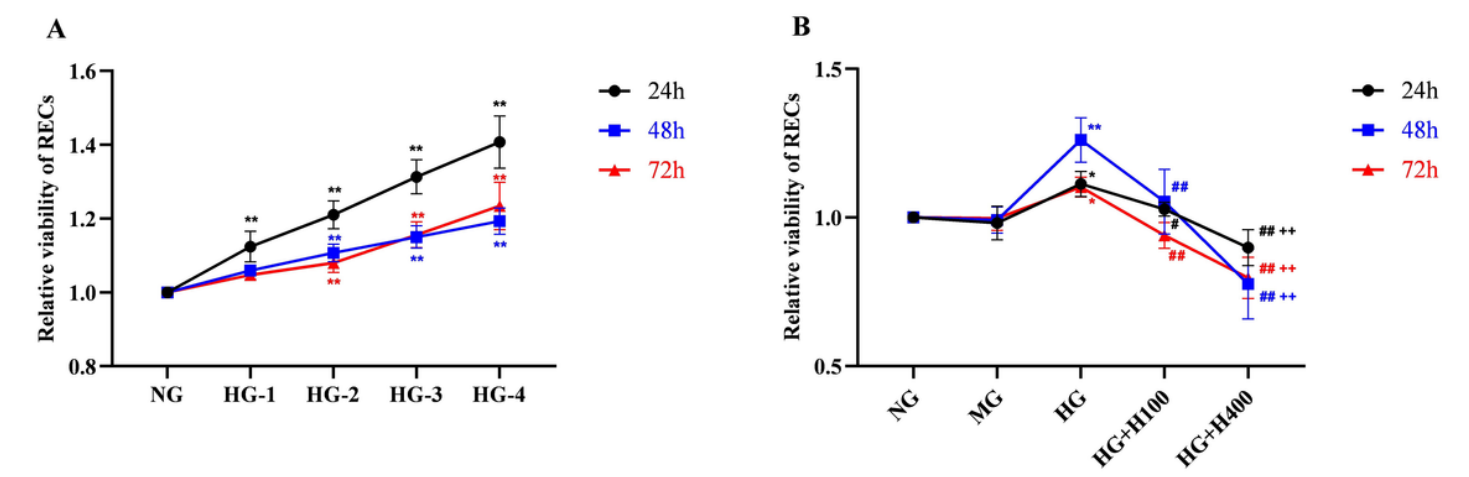 A
Relative viability of RECs
1.6
1.4
1.2
1.0
0.8
**
**
**
**
**
**
**
**
**
**
NG
HG-1
HG-2
HG-3
HG-4
24h
48h
72h
B
Relative viability of RECs
1.5
1.0
0.5
**
*
*
##
#
##
## ++
## ++
## ++
NG
MG
HG
HG+H100
HG+H400
24h
48h
72h